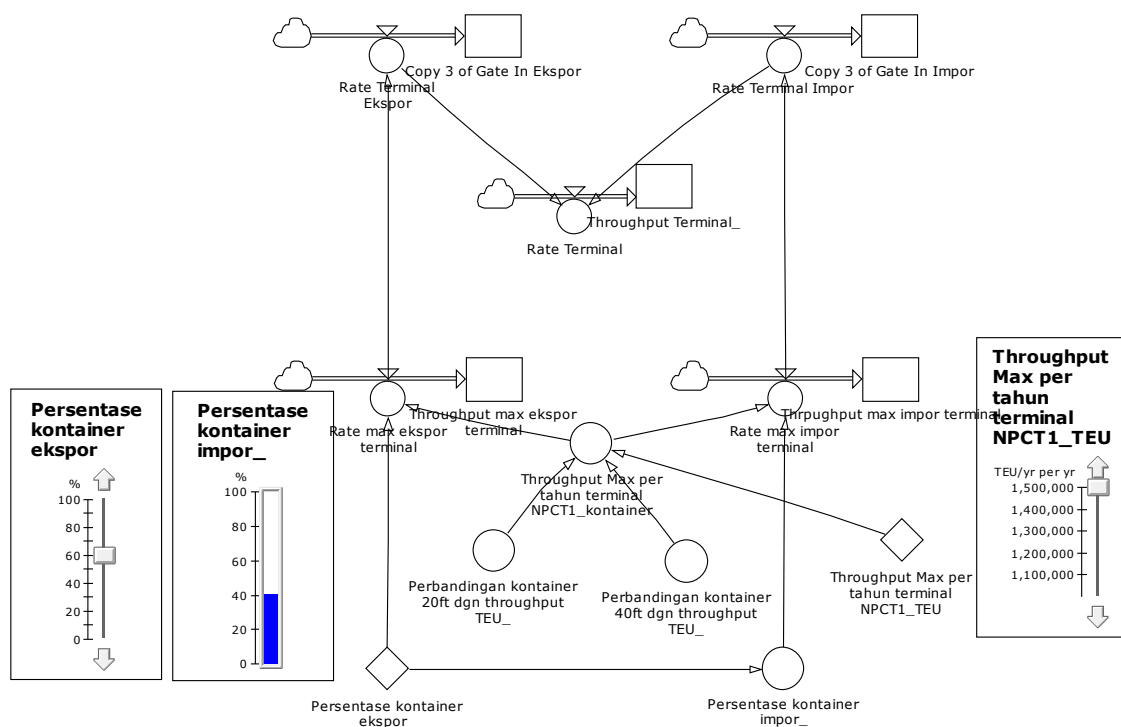 Copy 3 of Gate In Ekspor
Rate Terminal
Ekspor
Copy 3 of Gate In Impor
Rate Terminal Impor
Throughput Terminal_
Rate Terminal
Throughput max ekspor
terminal
Rate max ekspor
terminal
Thrpughput max impor terminal
Rate max impor
terminal
Throughput Max per
tahun terminal
NPCT1_kontainer
Perbandingan kontainer
20ft dgn throughput
TEU_
Perbandingan kontainer
40ft dgn throughput
TEU_
Throughput Max per
tahun terminal
NPCT1_TEU
Persentase kontainer
ekspor
Persentase kontainer
impor_
Persentase
kontainer
ekspor
%
100
80
60
40
20
0
Persentase
kontainer
impor_
%
100
80
60
40
20
0
Throughput
Max per
tahun
terminal
NPCT1_TEU
TEU/yr per yr
1,500,000
1,400,000
1,300,000
1,200,000
1,100,000